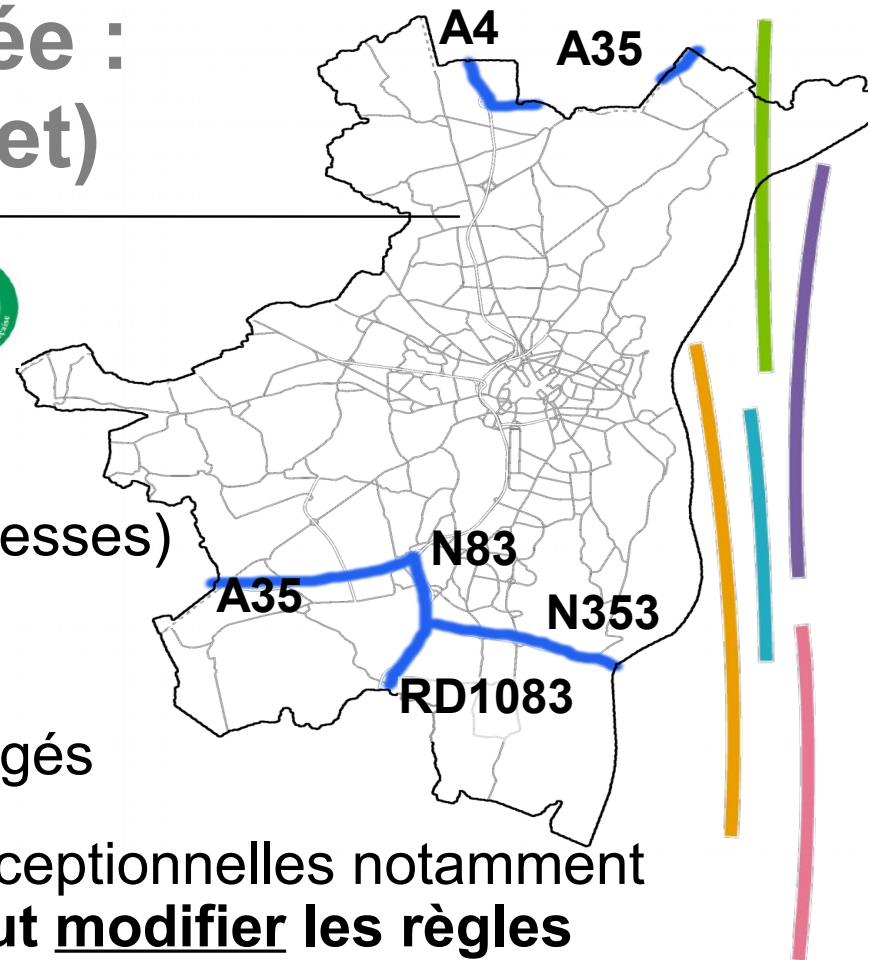 ée :
et)
A4
A35
esses)
N83
A35
N353
RD1083
gés
ceptionnelles notamment
ut modifier les règles